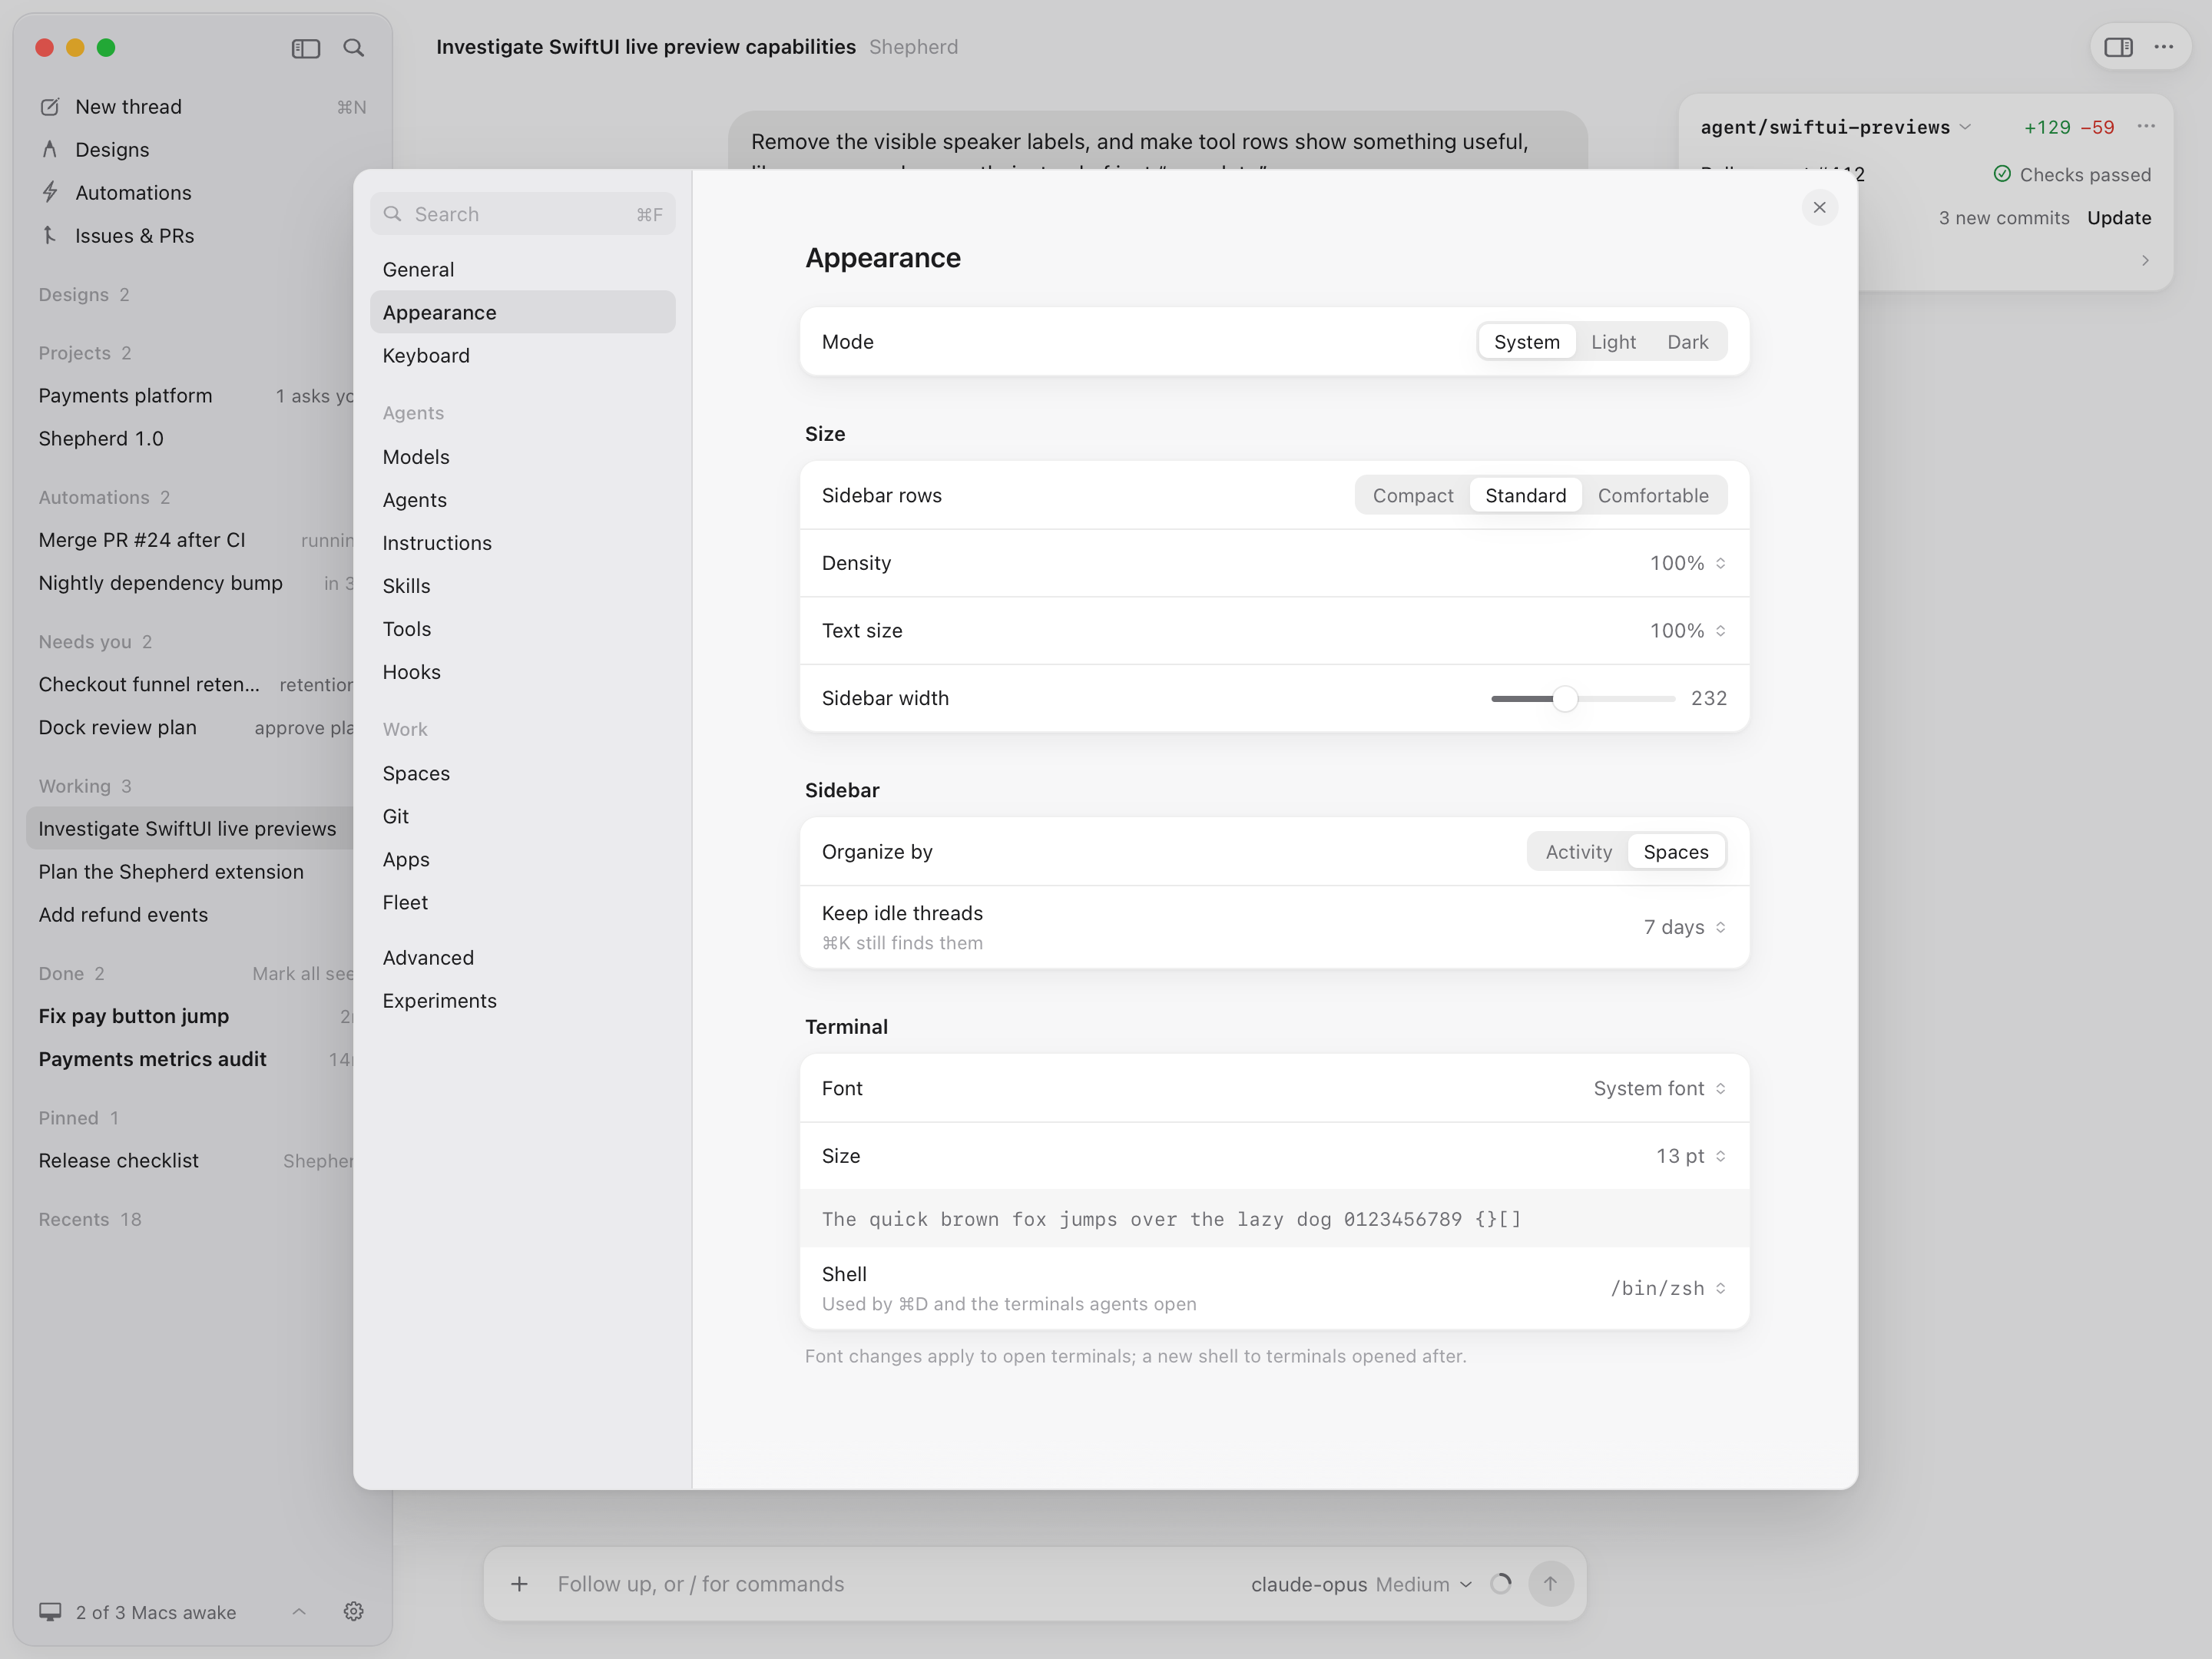 Investigate SwiftUI live preview capabilities Shepherd
New thread ⌘N
Designs
Automations
Issues & PRs
Designs 2
Projects 2
Payments platform 1 asks
Shepherd 1.0
Automations 2
Merge PR #24 after CI
Nightly dependency bump in
Needs you 2
Checkout funnel reten...
Dock review plan approve
Working 3
Investigate SwiftUI live previews
Plan the Shepherd extension
Add refund events
Done 2 Mark all
Fix pay button jump
Payments metrics audit
Pinned 1
Release checklist
Recents 18
2 of 3 Macs awake
Remove the visible speaker labels, and make tool rows show something useful,
agent/swiftui-previews +129 −59
Checks passed
3 new commits Update
Search ⌘F
General
Appearance
Keyboard
Agents
Models
Agents
Instructions
Skills
Tools
Hooks
Work
Spaces
Git
Apps
Fleet
Advanced
Experiments
Appearance
Mode System Light Dark
Size
Sidebar rows Compact Standard Comfortable
Density 100%
Text size 100%
Sidebar width 232
Sidebar
Organize by Activity Spaces
Keep idle threads 7 days
⌘K still finds them
Terminal
Font System font
Size 13 pt
The quick brown fox jumps over the lazy dog 0123456789 {}[]
Shell /bin/zsh
Used by ⌘D and the terminals agents open
Font changes apply to open terminals; a new shell to terminals opened after.
Follow up, or / for commands claude-opus Medium